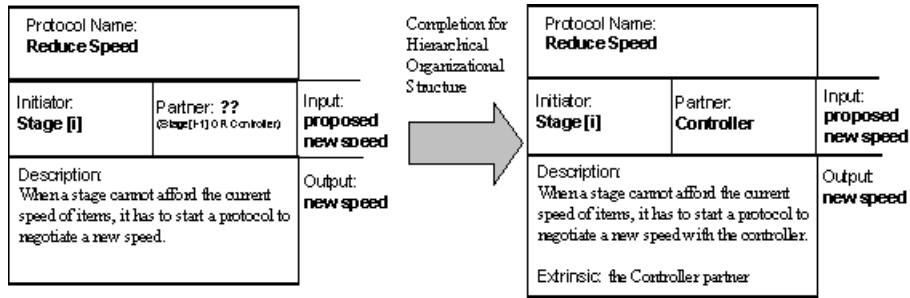 Protocol Name:
Reduce Speed
Initiator:
Stage [i]
Partner: ??
(Stage[i-1] OR Controller)
Input:
proposed
new speed
Description:
When a stage cannot afford the current
speed of items, it has to start a protocol to
negotiate a new speed.
Output:
new speed
Completion for
Hierarchical
Organizational
Structure
Protocol Name:
Reduce Speed
Initiator:
Stage [i]
Partner:
Controller
Input:
proposed
new speed
Description:
When a stage cannot afford the current
speed of items, it has to start a protocol to
negotiate a new speed with the controller.
Extrinsic: the Controller partner
Output:
new speed